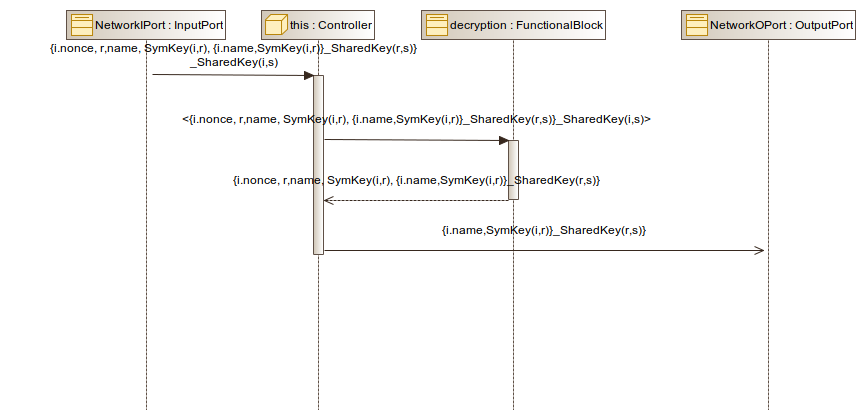 NetworkIPort : InputPort
this : Controller
decryption : FunctionalBlock
NetworkOPort : OutputPort
{i.nonce, r,name, SymKey(i,r), {i.name,SymKey(i,r)}_SharedKey(r,s)}
_SharedKey(i,s)
<{i.nonce, r,name, SymKey(i,r), {i.name,SymKey(i,r)}_SharedKey(r,s)}_SharedKey(i,s)>
{i.nonce, r,name, SymKey(i,r), {i.name,SymKey(i,r)}_SharedKey(r,s)}
{i.name,SymKey(i,r)}_SharedKey(r,s)}